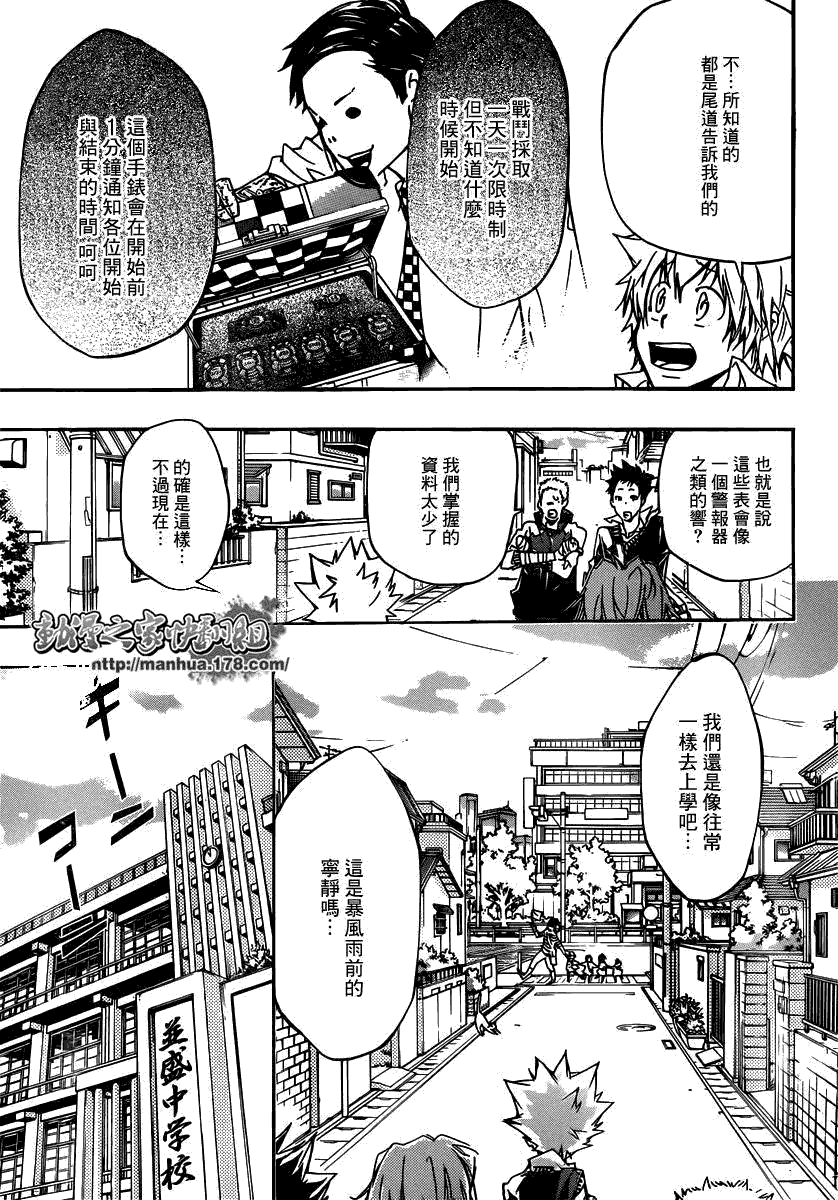 不…所知道的
都是尾道告訴我們的
戰鬥採取
一天一次限時制
但不知道什麼
時候開始
這個手錶會在開始前
1分鐘通知各位開始
與結束的時間 呵呵
也就是說
這些表會像
一個警報器
之類的響?
我們掌握的
資料太少了
的確是這樣…
不過現在…
動漫之家休刊組
http://manhua.178.com/
我們還是像往常
一樣去上學吧…
這是暴風雨前的
寧靜嗎…
キーンコ
並盛中学校